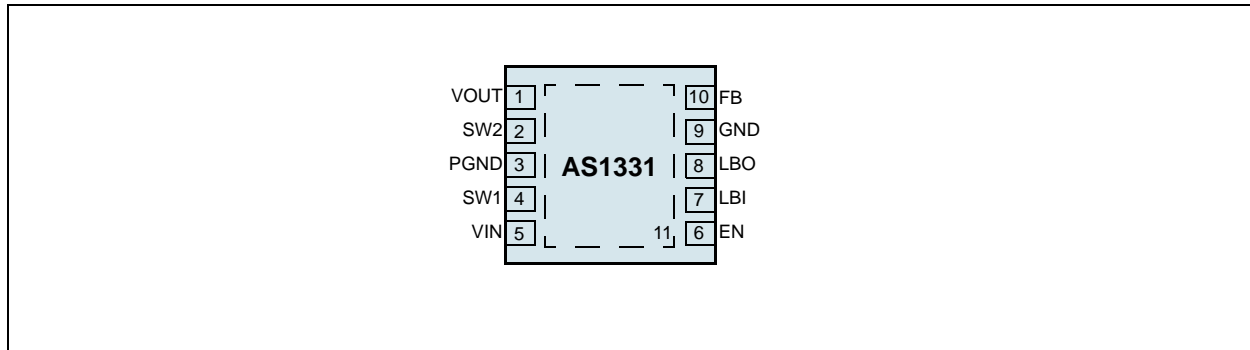 VOUT 1 10 FB
SW2 2 9 GND
PGND 3 AS1331 8 LBO
SW1 4 7 LBI
VIN 5 11 6 EN